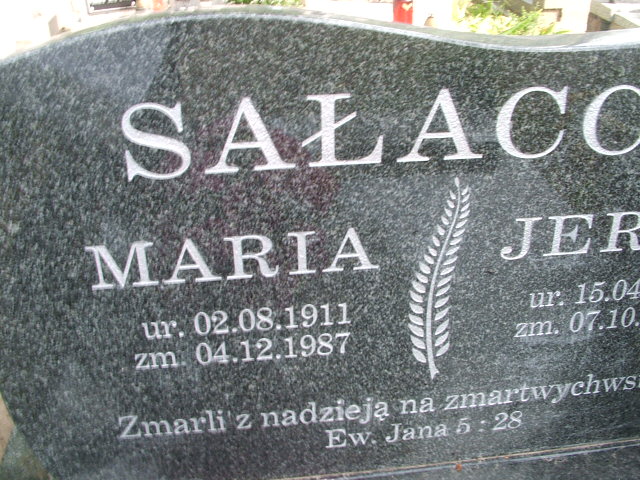 SAŁACO
MARIA JER
ur. 02.08.1911 ur. 15.04
zm. 04.12.1987 zm. 07.10.
Zmarli z nadzieją na zmartwychws
Ew. Jana 5 : 28